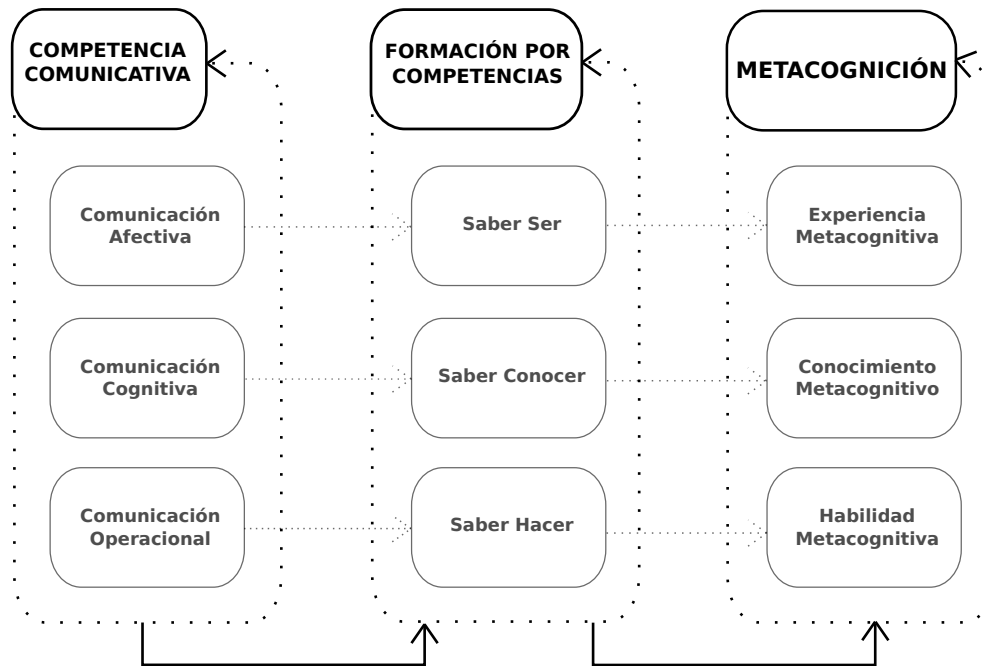 COMPETENCIA
COMUNICATIVA
FORMACIÓN POR
COMPETENCIAS
METACOGNICIÓN
Comunicación
Afectiva
Saber Ser
Experiencia
Metacognitiva
Comunicación
Cognitiva
Saber Conocer
Conocimiento
Metacognitivo
Comunicación
Operacional
Saber Hacer
Habilidad
Metacognitiva